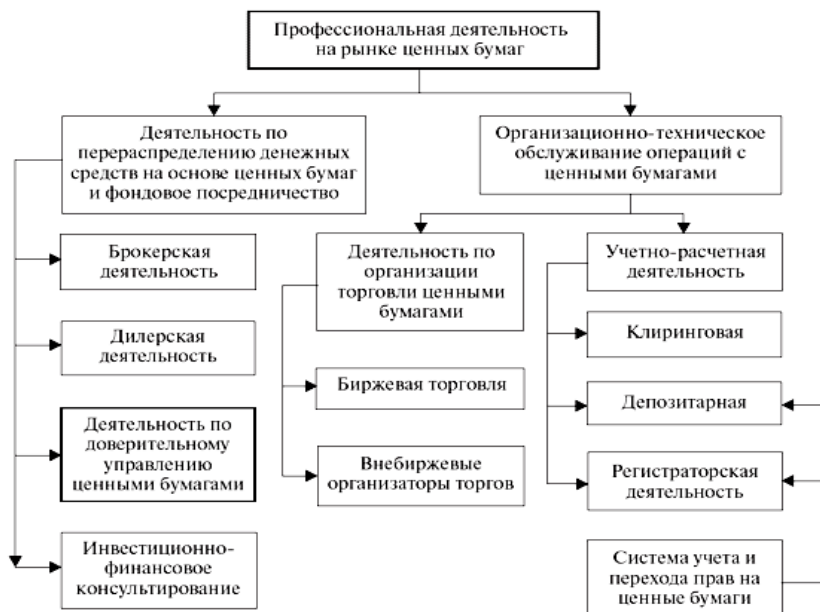 Профессиональная деятельность
на рынке ценных бумаг
Деятельность по
перераспределению денежных
средств на основе ценных бумаг
и фондовое посредничество
Организационно-техническое
обслуживание операций с
ценными бумагами
Брокерская
деятельность
Дилерская
деятельность
Деятельность по
доверительному
управлению
ценными бумагами
Инвестиционно-
финансовое
консультирование
Деятельность по
организации
торговли ценными
бумагами
Биржевая торговля
Внебиржевые
организаторы торгов
Учетно-расчетная
деятельность
Клиринговая
Депозитарная
Регистраторская
деятельность
Система учета и
перехода прав на
ценные бумаги